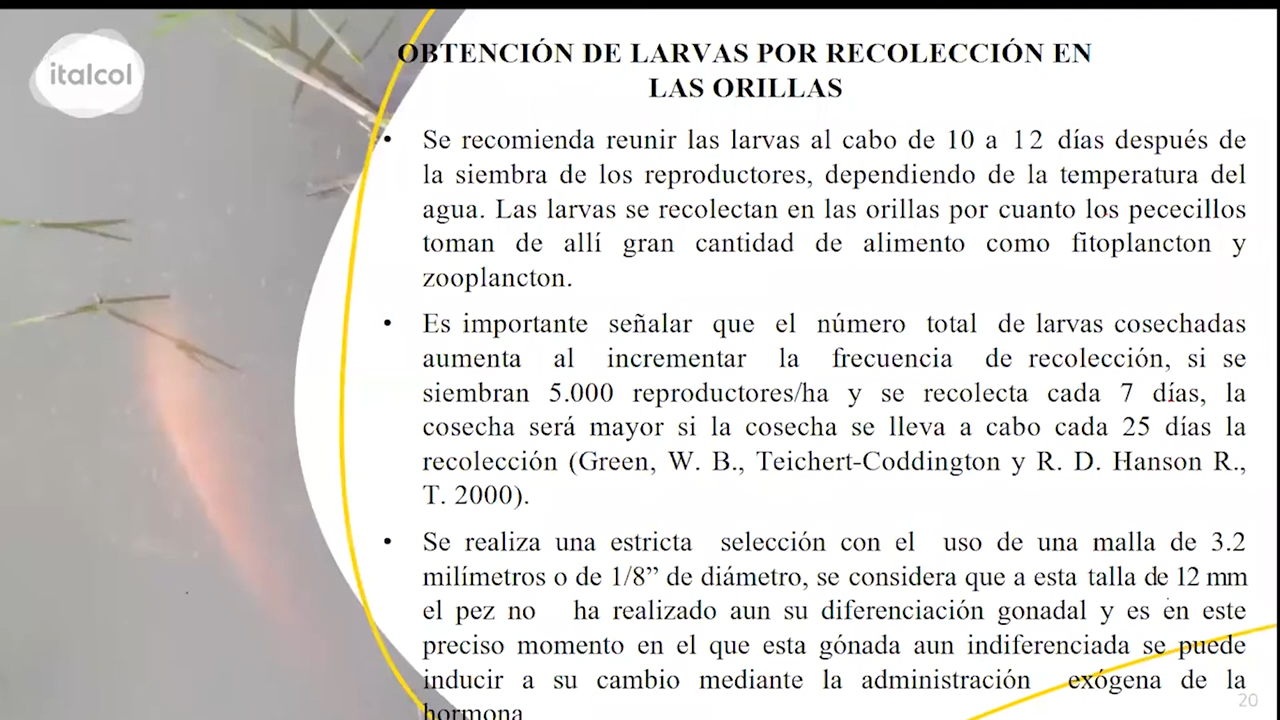 italcol
OBTENCIÓN DE LARVAS POR RECOLECCIÓN EN
LAS ORILLAS
• Se recomienda reunir las larvas al cabo de 10 a 12 días después de
la siembra de los reproductores, dependiendo de la temperatura del
agua. Las larvas se recolectan en las orillas por cuanto los pececillos
toman de allí gran cantidad de alimento como fitoplancton y
zooplancton.
• Es importante señalar que el número total de larvas cosechadas
aumenta al incrementar la frecuencia de recolección, si se
siembran 5.000 reproductores/ha y se recolecta cada 7 días, la
cosecha será mayor si la cosecha se lleva a cabo cada 25 días la
recolección (Green, W. B., Teichert-Coddington y R. D. Hanson R.,
T. 2000).
• Se realiza una estricta selección con el uso de una malla de 3.2
milímetros o de 1/8” de diámetro, se considera que a esta talla de 12 mm
el pez no ha realizado aun su diferenciación gonadal y es en este
preciso momento en el que esta gónada aun indiferenciada se puede
inducir a su cambio mediante la administración exógena de la
hormona
20